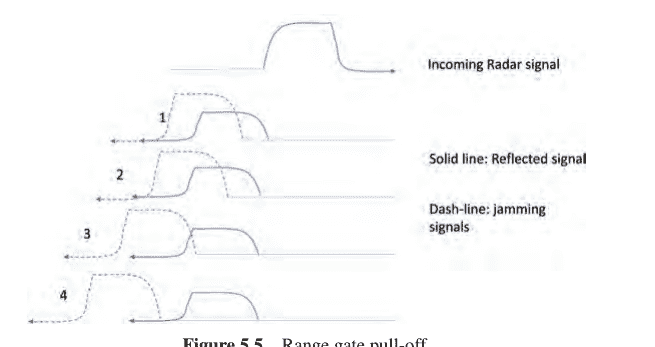 Incoming Radar signal
1
Solid line: Reflected signal
2
Dash-line: jamming
signals
3
4
Figure 5.5 Range gate pull-off